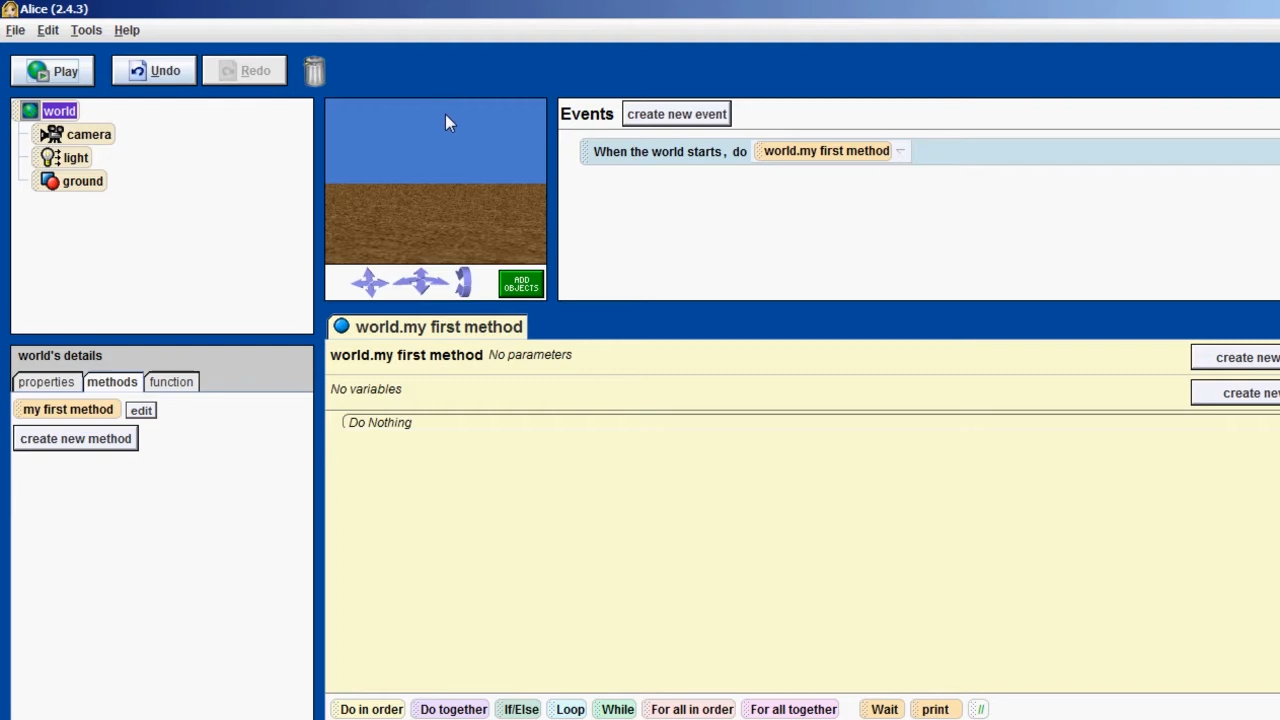 Alice (2.4.3)
File Edit Tools Help
Play Undo Redo
world
camera
light
ground
ADD OBJECTS
Events create new event
When the world starts, do world.my first method
world's details
properties methods function
my first method edit
create new method
world.my first method
world.my first method No parameters
create new
No variables
create new
Do Nothing
Do in order Do together If/Else Loop While For all in order For all together Wait print //